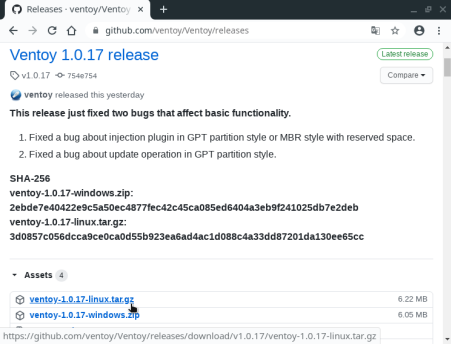 Releases · ventoy/Ventoy
github.com/ventoy/Ventoy/releases
Ventoy 1.0.17 release
Latest release
v1.0.17
754e754
Compare
ventoy released this yesterday
This release just fixed two bugs that affect basic functionality.
1. Fixed a bug about injection plugin in GPT partition style or MBR style with reserved space.
2. Fixed a bug about update operation in GPT partition style.
SHA-256
ventoy-1.0.17-windows.zip:
2ebde7e40422e9c5a50ec4877fec42c45ca085ed6404a3eb9f241025db7e2deb
ventoy-1.0.17-linux.tar.gz:
3d0857c056dcca9ce0ca0d55b923ea6ad4ac1d088c4a33dd87201da130ee65cc
Assets 4
ventoy-1.0.17-linux.tar.gz
6.22 MB
ventoy-1.0.17-windows.zip
6.05 MB
https://github.com/ventoy/Ventoy/releases/download/v1.0.17/ventoy-1.0.17-linux.tar.gz